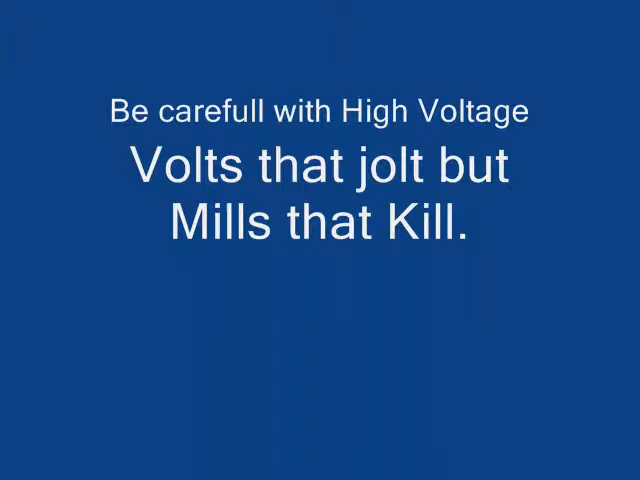 Be carefull with High Voltage
Volts that jolt but
Mills that Kill.